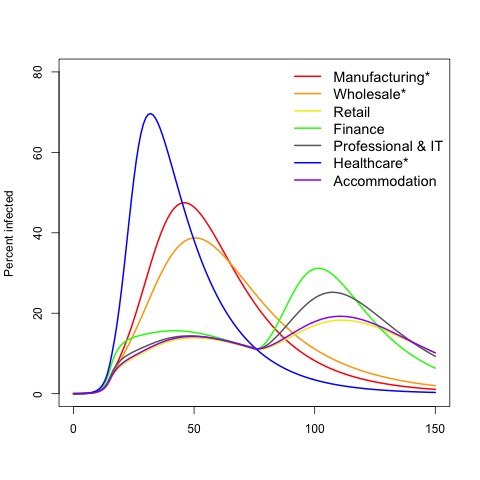 Manufacturing*
Wholesale*
Retail
Finance
Professional & IT
Healthcare*
Accommodation
Percent infected
80
60
40
20
0
0 50 100 150